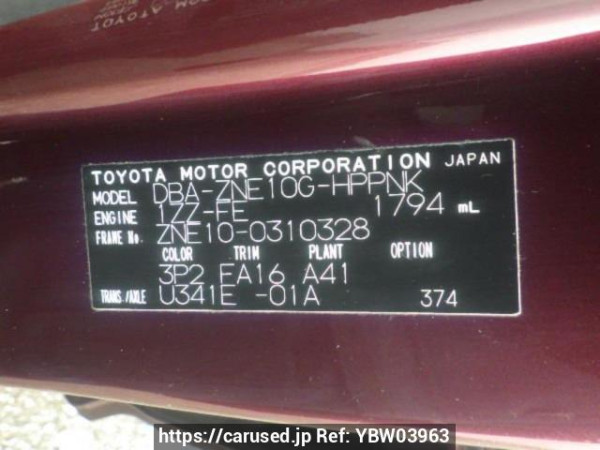 TOYOTA MOTOR CORPORATION JAPAN
MODEL DBA-ZNE10G-HPPNK
ENGINE 1ZZ-FE 1794 mL
FRAME No. ZNE10-0310328
COLOR TRIM PLANT OPTION
3P2 FA16 A41
TRANS./AXLE U341E -01A 374
https://carused.jp Ref: YBW03963